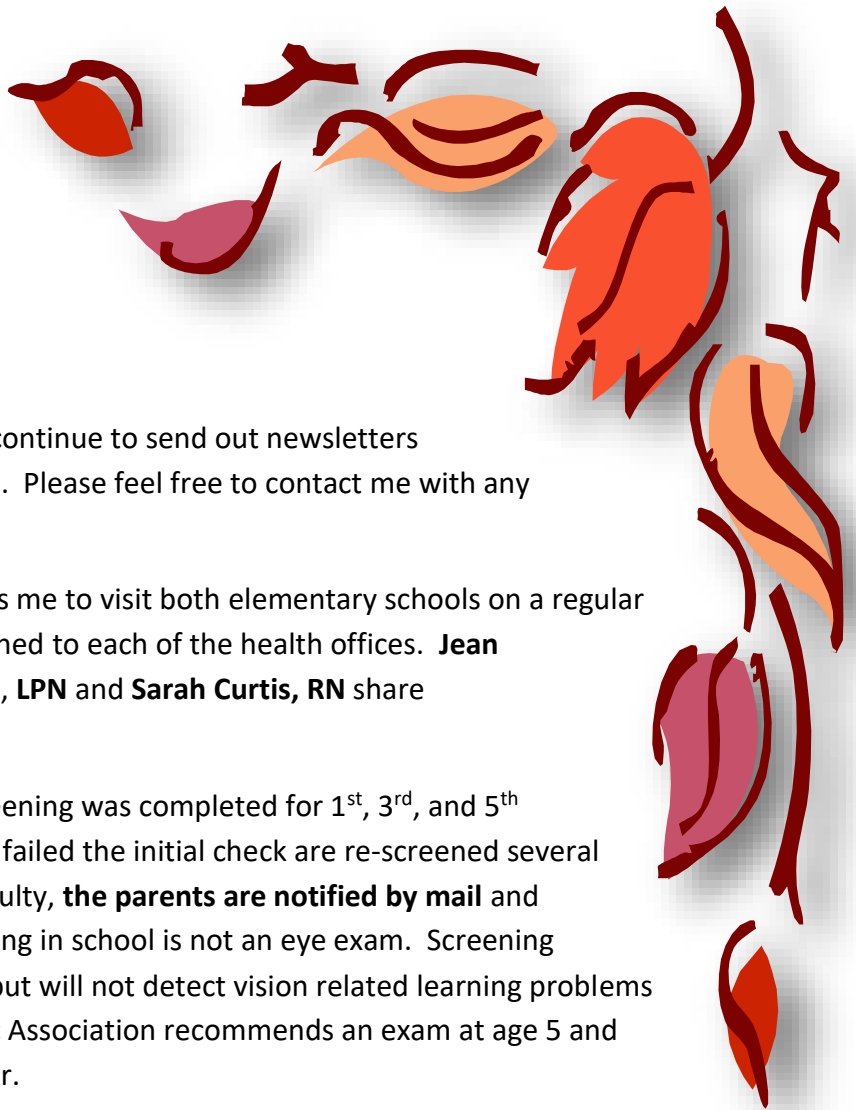 continue to send out newsletters
. Please feel free to contact me with any
s me to visit both elementary schools on a regular
ned to each of the health offices. Jean
, LPN and Sarah Curtis, RN share
ening was completed for 1st, 3rd, and 5th
failed the initial check are re-screened several
ulty, the parents are notified by mail and
ng in school is not an eye exam. Screening
out will not detect vision related learning problems
Association recommends an exam at age 5 and
r.